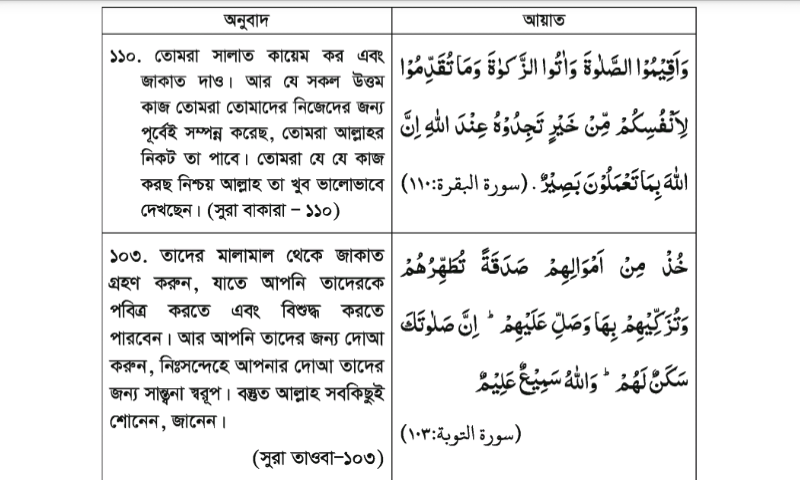 অনুবাদ
আয়াত
১১০. তোমরা সালাত কায়েম কর এবং
জাকাত দাও। আর যে সকল উত্তম
কাজ তোমরা তোমাদের নিজেদের জন্য
পূর্বেই সম্পন্ন করেছ, তোমরা আল্লাহর
নিকট তা পাবে। তোমরা যে যে কাজ
করছ নিশ্চয় আল্লাহ তা খুব ভালোভাবে
দেখছেন। (সুরা বাকারা – ১১০)
وَاَقِيْمُوا الصَّلٰوةَ وَاٰتُوا الزَّكٰوةَ وَمَا تُقَدِّمُوْا
لِاَنْفُسِكُمْ مِّنْ خَيْرٍ تَجِدُوْهُ عِنْدَ اللهِ اِنَّ
اللهَ بِمَا تَعْمَلُوْنَ بَصِيْرٌ. (سورة البقرة:١١٠)
১০৩. তাদের মালামাল থেকে জাকাত
গ্রহণ করুন, যাতে আপনি তাদেরকে
পবিত্র করতে এবং বিশুদ্ধ করতে
পারবেন। আর আপনি তাদের জন্য দোআ
করুন, নিঃসন্দেহে আপনার দোআ তাদের
জন্য সান্ত্বনা স্বরূপ। বস্তুত আল্লাহ সবকিছুই
শোনেন, জানেন।
(সুরা তাওবা–১০৩)
خُذْ مِنْ اَمْوَالِهِمْ صَدَقَةً تُطَهِّرُهُمْ
وَتُزَكِّيْهِمْ بِهَا وَصَلِّ عَلَيْهِمْ ؕ اِنَّ صَلٰوتَكَ
سَكَنٌ لَهُمْ ؕ وَاللهُ سَمِيْعٌ عَلِيْمٌ
(سورة التوبة:١٠٣)